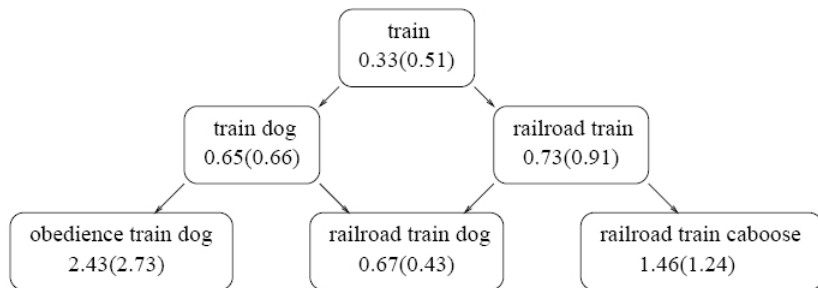 train
0.33(0.51)
train dog
0.65(0.66)
railroad train
0.73(0.91)
obedience train dog
2.43(2.73)
railroad train dog
0.67(0.43)
railroad train caboose
1.46(1.24)